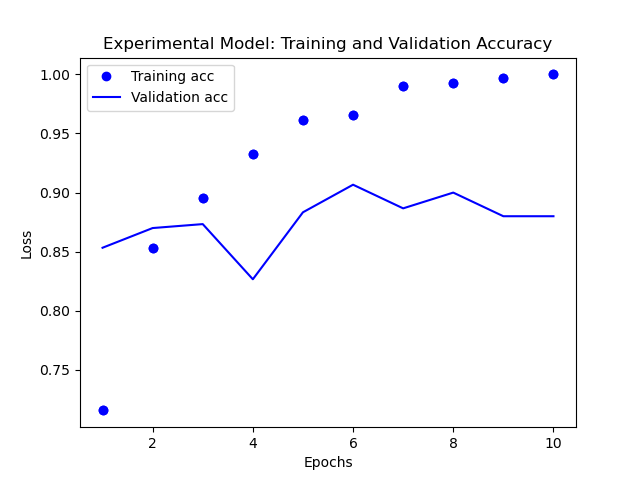 Experimental Model: Training and Validation Accuracy
Training acc
Validation acc
1.00
0.95
0.90
0.85
0.80
0.75
Loss
2 4 6 8 10
Epochs